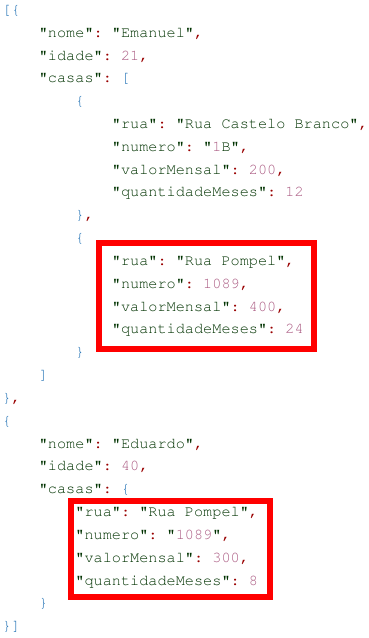 [{
"nome": "Emanuel",
"idade": 21,
"casas": [
{
"rua": "Rua Castelo Branco",
"numero": "1B",
"valorMensal": 200,
"quantidadeMeses": 12
},
{
"rua": "Rua Pompel",
"numero": 1089,
"valorMensal": 400,
"quantidadeMeses": 24
}
]
},
{
"nome": "Eduardo",
"idade": 40,
"casas": {
"rua": "Rua Pompel",
"numero": "1089",
"valorMensal": 300,
"quantidadeMeses": 8
}
}]